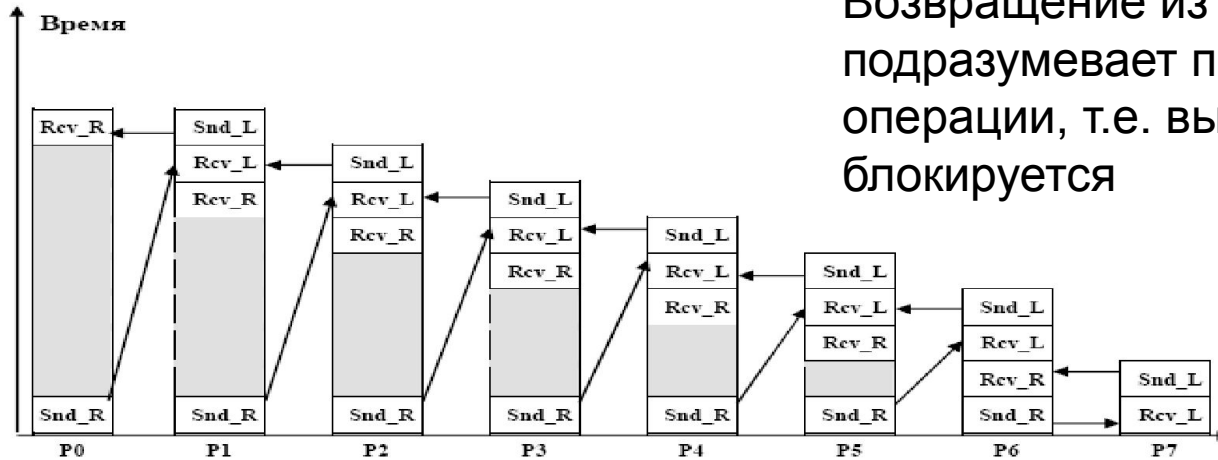 Время
Возвращение из
подразумевает п
операции, т.е. вы
блокируется
Rcv_R Snd_L
Rcv_L Snd_L
Rcv_R Rcv_L Snd_L
Rcv_R Rcv_L Snd_L
Rcv_R Rcv_L Snd_L
Rcv_R Rcv_L Snd_L
Rcv_R Rcv_L
Rcv_R Snd_L
Snd_R Snd_R Snd_R Snd_R Snd_R Snd_R Snd_R Rcv_L
P0 P1 P2 P3 P4 P5 P6 P7